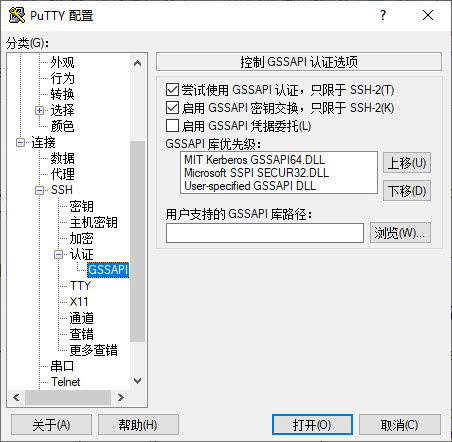 PuTTY 配置
分类(G):
外观
行为
转换
选择
颜色
连接
数据
代理
SSH
密钥
主机密钥
加密
认证
GSSAPI
TTY
X11
通道
查错
更多查错
串口
Telnet
控制 GSSAPI 认证选项
尝试使用 GSSAPI 认证，只限于 SSH-2(T)
启用 GSSAPI 密钥交换，只限于 SSH-2(K)
启用 GSSAPI 凭据委托(L)
GSSAPI 库优先级:
MIT Kerberos GSSAPI64.DLL
Microsoft SSPI SECUR32.DLL
User-specified GSSAPI DLL
上移(U)
下移(D)
用户支持的 GSSAPI 库路径:
浏览(W)...
关于(A)
帮助(H)
打开(O)
取消(C)